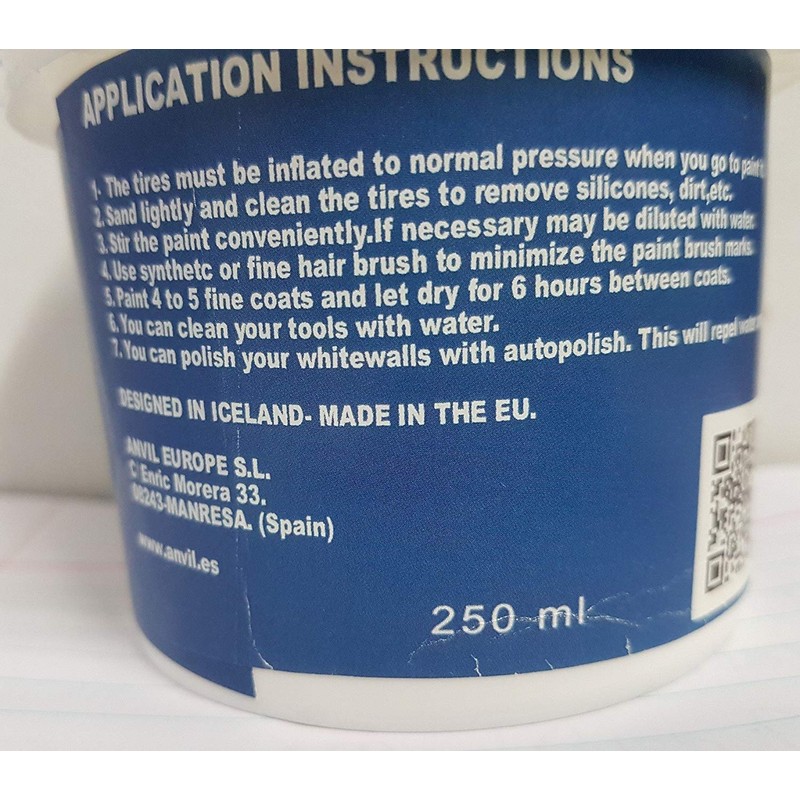 APPLICATION INSTRUCTIONS
1. The tires must be inflated to normal pressure when you go to paint it
2. Sand lightly and clean the tires to remove silicones, dirt,etc.
3. Stir the paint conveniently.If necessary may be diluted with water.
4. Use synthetc or fine hair brush to minimize the paint brush marks.
5. Paint 4 to 5 fine coats and let dry for 6 hours between coats.
6. You can clean your tools with water.
7. You can polish your whitewalls with autopolish. This will repel water
DESIGNED IN ICELAND- MADE IN THE EU.
ANVIL EUROPE S.L.
C Enric Morera 33.
08243-MANRESA. (Spain)
www.anvil.es
250 ml